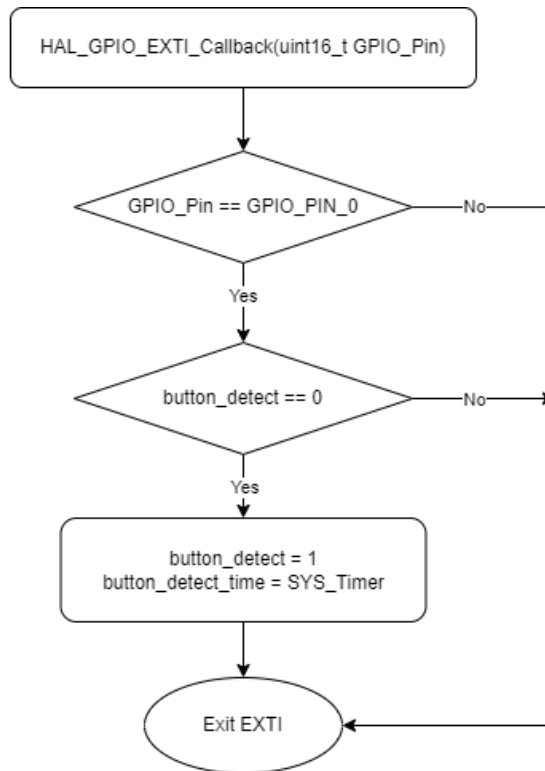 HAL_GPIO_EXTI_Callback(uint16_t GPIO_Pin)
GPIO_Pin == GPIO_PIN_0
No
Yes
button_detect == 0
No
Yes
button_detect = 1
button_detect_time = SYS_Timer
Exit EXTI